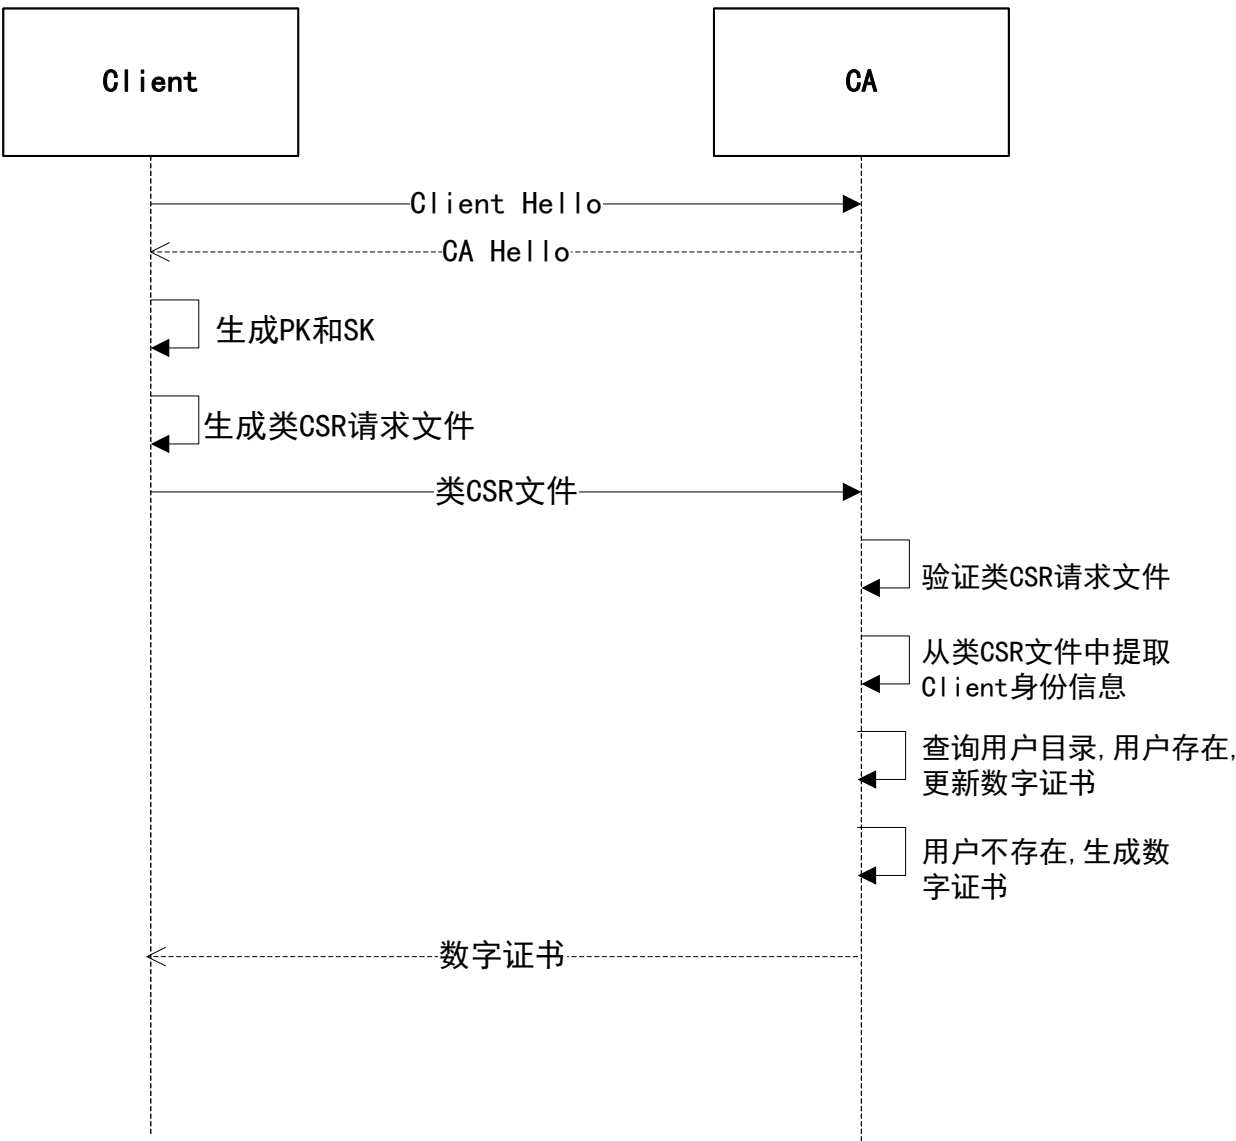 Client
CA
Client Hello
CA Hello
生成PK和SK
生成类CSR请求文件
类CSR文件
验证类CSR请求文件
从类CSR文件中提取
Client身份信息
查询用户目录,用户存在,
更新数字证书
用户不存在,生成数
字证书
数字证书